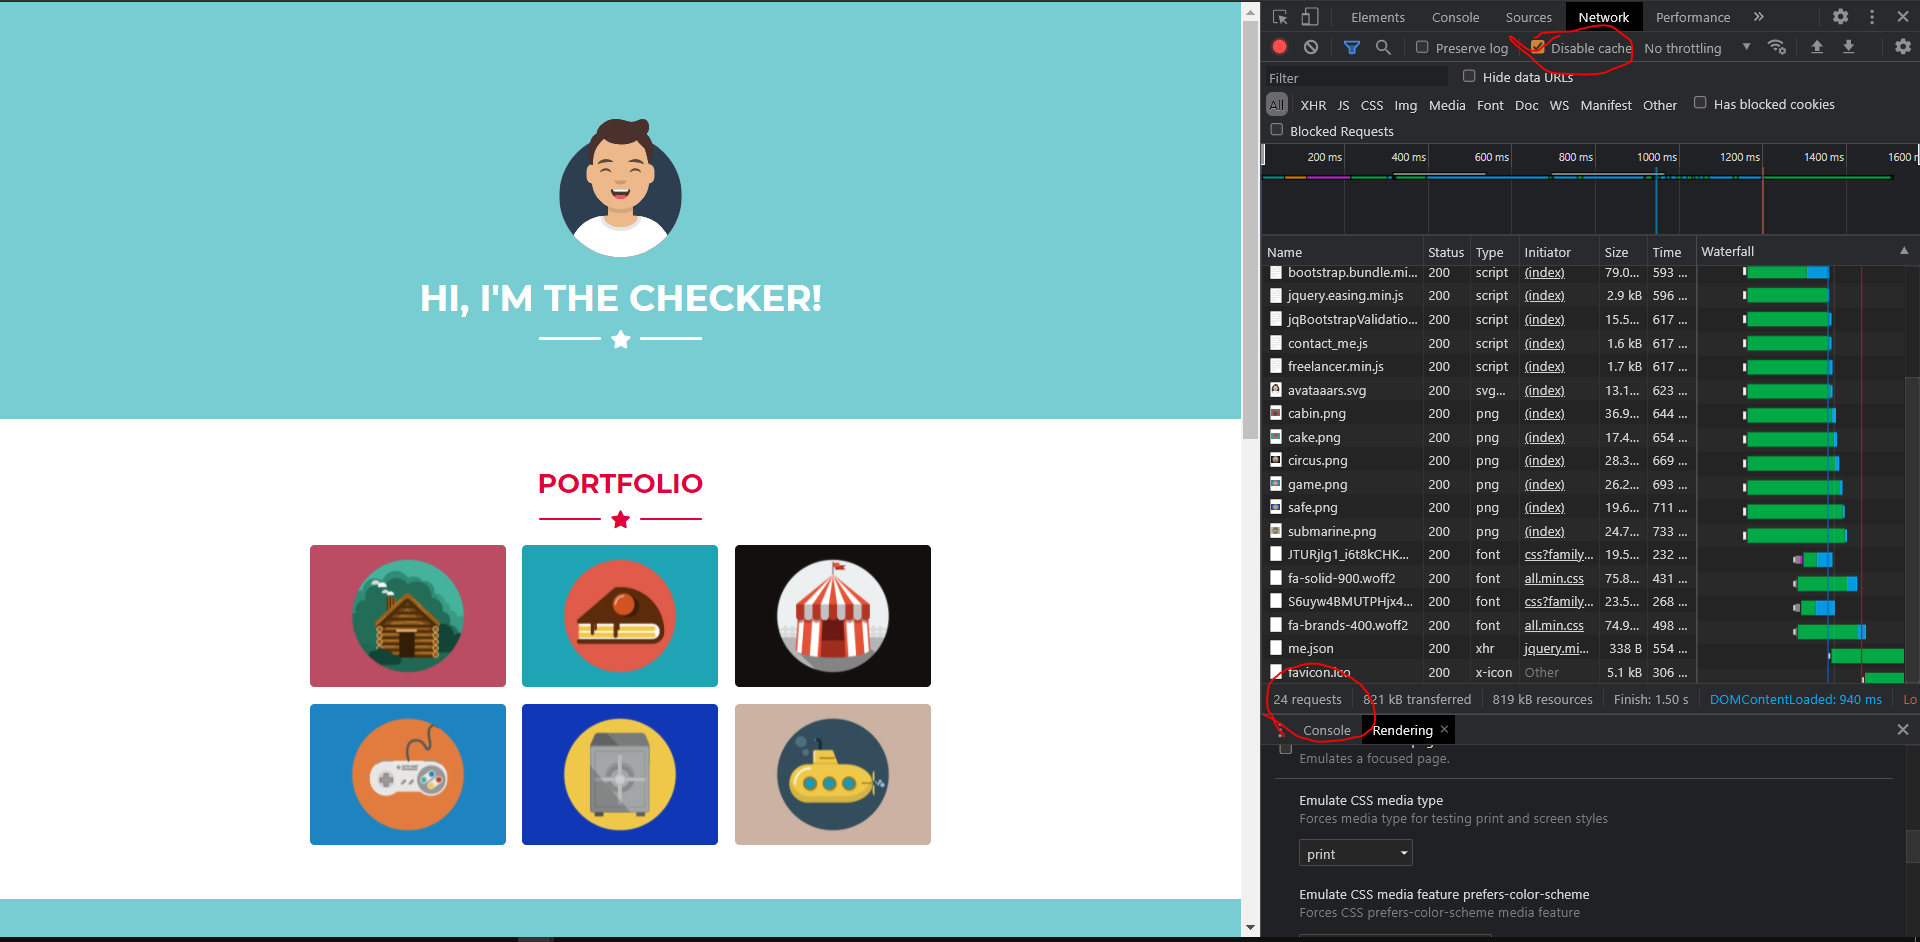 HI, I'M THE CHECKER!
PORTFOLIO
Elements Console Sources Network Performance
Preserve log Disable cache No throttling
Filter Hide data URLs
All XHR JS CSS Img Media Font Doc WS Manifest Other Has blocked cookies
Blocked Requests
200 ms 400 ms 600 ms 800 ms 1000 ms 1200 ms 1400 ms 1600
Name Status Type Initiator Size Time Waterfall
bootstrap.bundle.mi... 200 script (index) 79.0... 593 ...
jquery.easing.min.js 200 script (index) 2.9 kB 596 ...
jqBootstrapValidatio... 200 script (index) 15.5... 617 ...
contact_me.js 200 script (index) 1.6 kB 617 ...
freelancer.min.js 200 script (index) 1.7 kB 617 ...
avataaars.svg 200 svg... (index) 13.1... 623 ...
cabin.png 200 png (index) 36.9... 644 ...
cake.png 200 png (index) 17.4... 654 ...
circus.png 200 png (index) 28.3... 669 ...
game.png 200 png (index) 26.2... 693 ...
safe.png 200 png (index) 19.6... 711 ...
submarine.png 200 png (index) 24.7... 733 ...
JTURjIg1_i6t8kCHK... 200 font css?family... 19.5... 232 ...
fa-solid-900.woff2 200 font all.min.css 75.8... 431 ...
S6uyw4BMUTPHjx4... 200 font css?family... 23.5... 268 ...
fa-brands-400.woff2 200 font all.min.css 74.9... 498 ...
me.json 200 xhr jquery.mi... 338 B 554 ...
favicon.ico 200 x-icon Other 5.1 kB 306 ...
24 requests 821 kB transferred 819 kB resources Finish: 1.50 s DOMContentLoaded: 940 ms Lo
Console Rendering
Emulates a focused page.
Emulate CSS media type
Forces media type for testing print and screen styles
print
Emulate CSS media feature prefers-color-scheme
Forces CSS prefers-color-scheme media feature